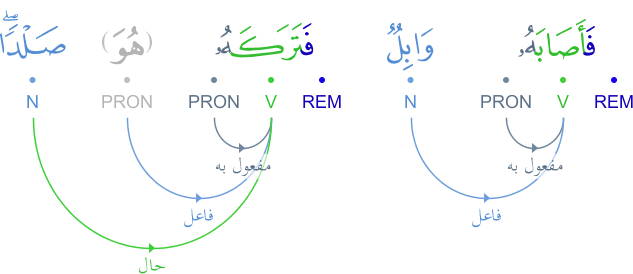 فَأَصَابَهُۥ وَابِلٌۭ فَتَرَكَهُۥ (هُوَ) صَلْدًۭا ۖ
REM V PRON N REM V PRON PRON N
مفعول به مفعول به
فاعل فاعل
حال